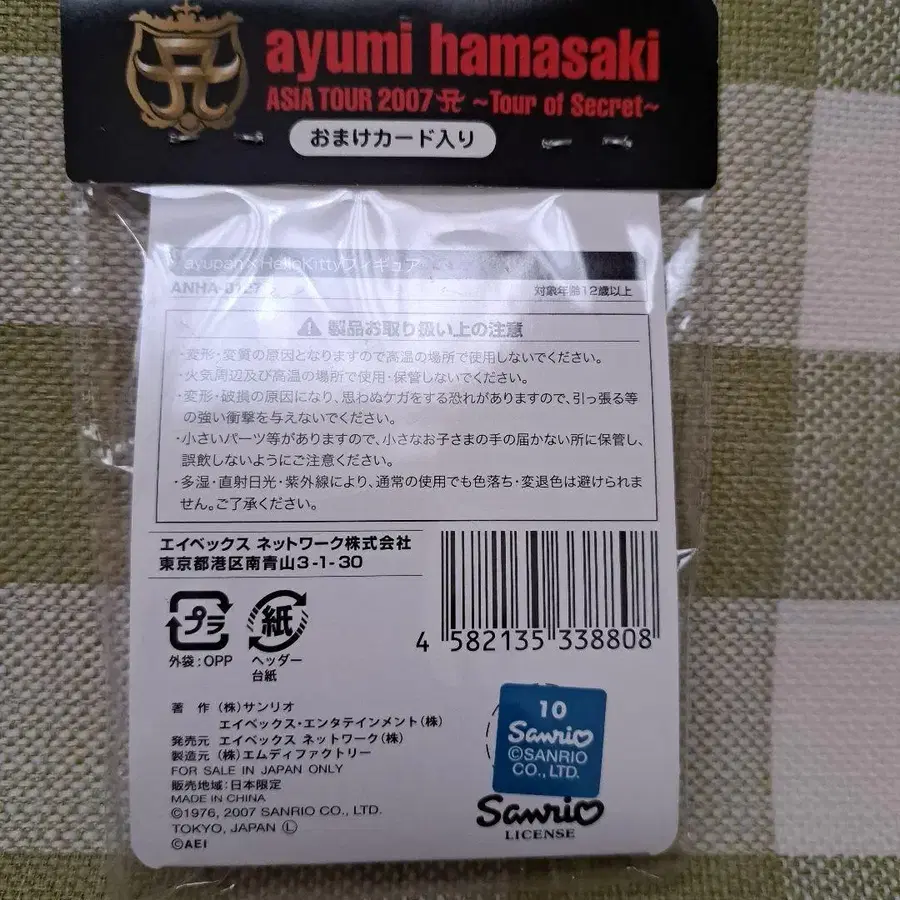 ayumi hamasaki
ASIA TOUR 2007 A ~Tour of Secret~
おまけカード入り
ayupan×HelloKittyフィギュア
対象年齢12歳以上
⚠ 製品お取り扱い上の注意
・変形・変質の原因となりますので高温の場所で使用しないでください。
・火気周辺及び高温の場所で使用・保管しないでください。
・変形・破損の原因になり、思わぬケガをする恐れがありますので、引っ張る等
の強い衝撃を与えないでください。
・小さいパーツ等がありますので、小さなお子さまの手の届かない所に保管し、
誤飲しないようにご注意ください。
・多湿・直射日光・紫外線により、通常の使用でも色落ち・変退色は避けられま
せん。ご了承ください。
エイベックス ネットワーク株式会社
東京都港区南青山3-1-30
4 582135 338808
プラ 紙
外袋：OPP ヘッダー
台紙
著 作 (株)サンリオ
エイベックス・エンタテインメント(株)
発売元 エイベックス ネットワーク(株)
製造元 (株)エムディファクトリー
FOR SALE IN JAPAN ONLY
販売地域：日本限定
MADE IN CHINA
©1976, 2007 SANRIO CO., LTD.
TOKYO, JAPAN Ⓛ
©AEI
10
Sanrio
©SANRIO
CO., LTD.
Sanrio
LICENSE